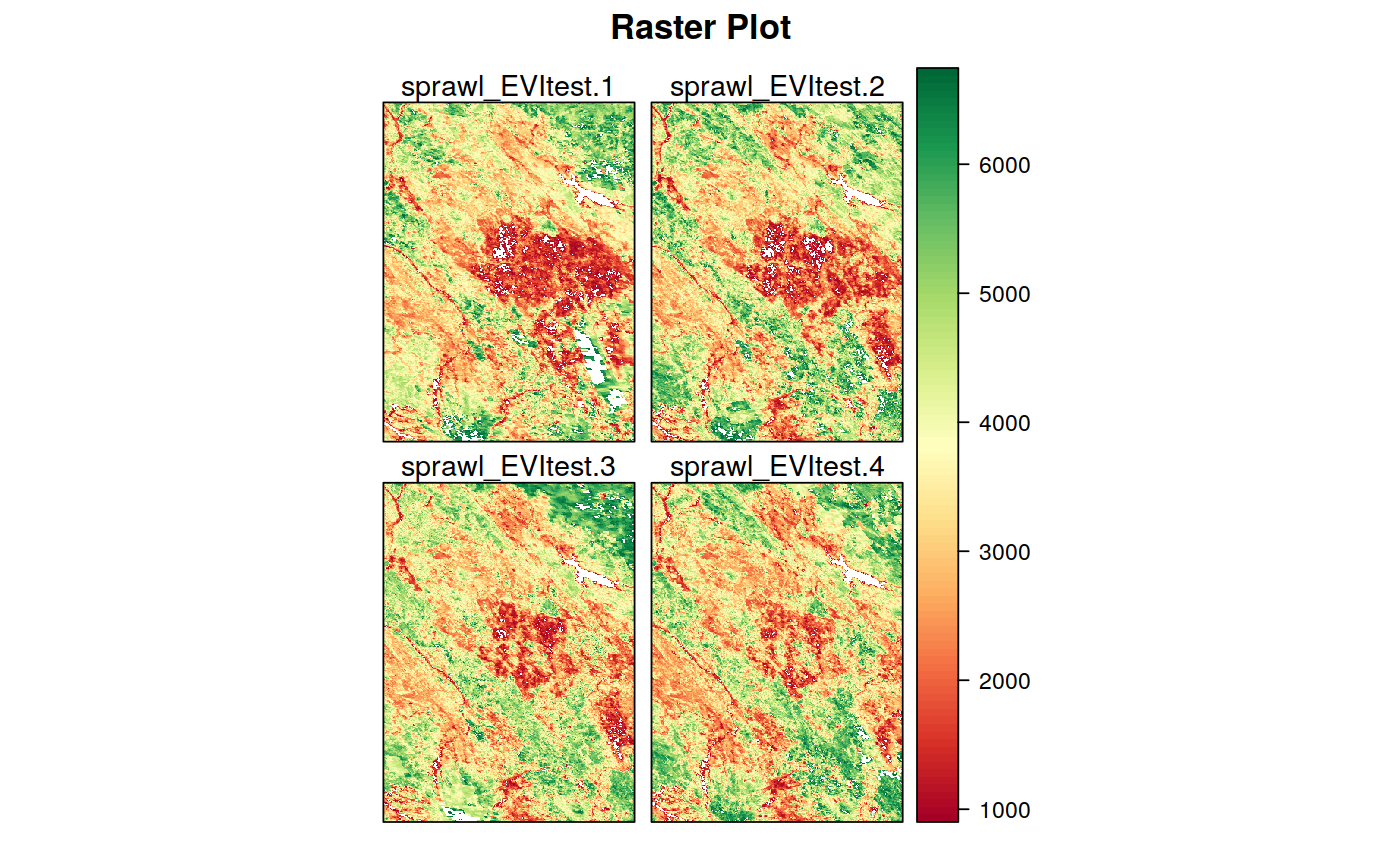 Raster Plot
sprawl_EVItest.1
sprawl_EVItest.2
sprawl_EVItest.3
sprawl_EVItest.4
6000
5000
4000
3000
2000
1000